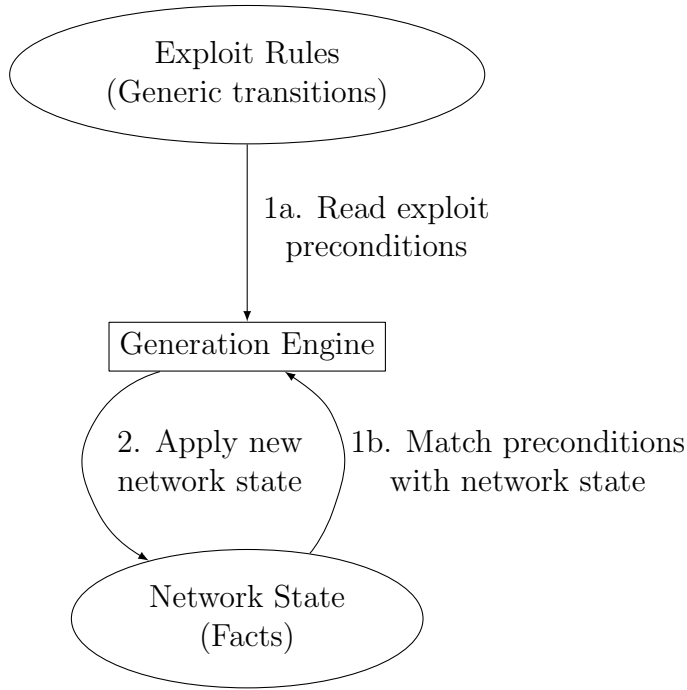 Exploit Rules
(Generic transitions)
1a. Read exploit
preconditions
Generation Engine
2. Apply new
network state
1b. Match preconditions
with network state
Network State
(Facts)